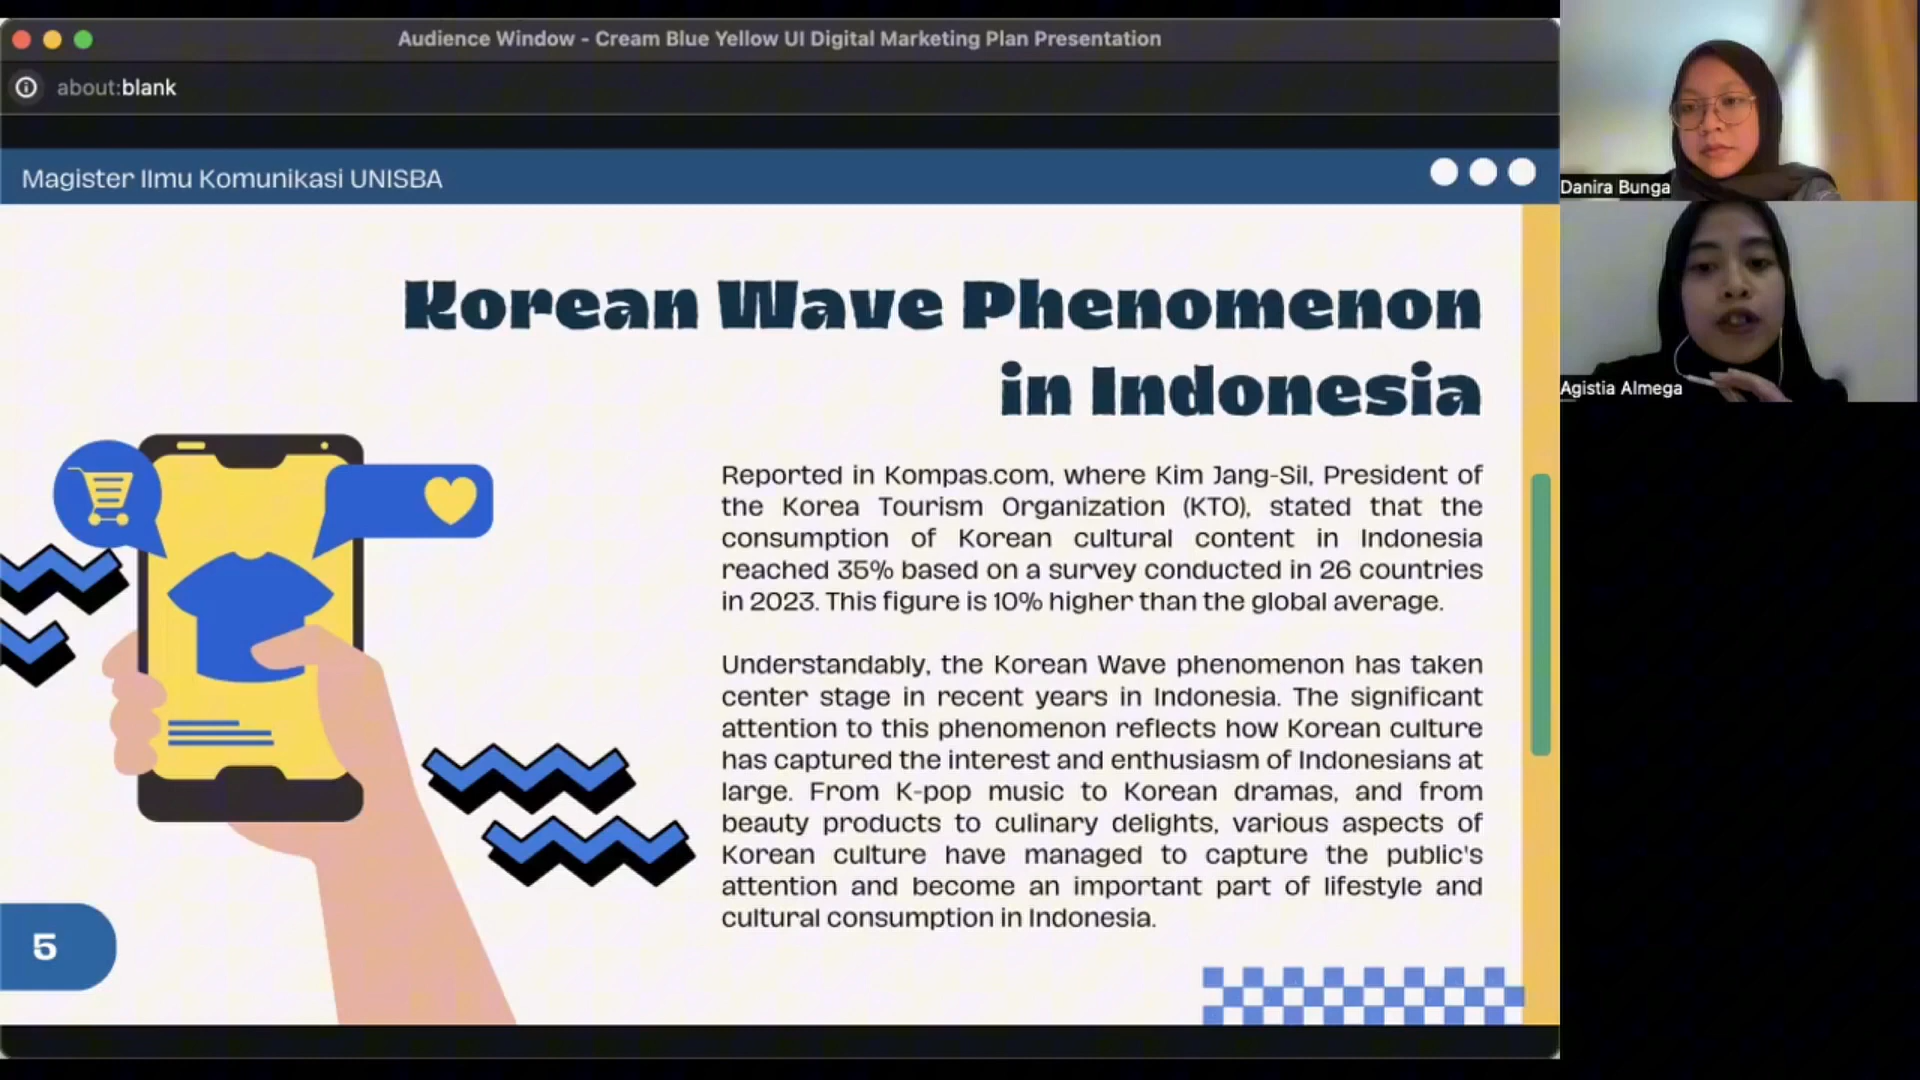 Audience Window - Cream Blue Yellow UI Digital Marketing Plan Presentation
about:blank
Magister Ilmu Komunikasi UNISBA
Korean Wave Phenomenon
in Indonesia
Reported in Kompas.com, where Kim Jang-Sil, President of
the Korea Tourism Organization (KTO), stated that the
consumption of Korean cultural content in Indonesia
reached 35% based on a survey conducted in 26 countries
in 2023. This figure is 10% higher than the global average.
Understandably, the Korean Wave phenomenon has taken
center stage in recent years in Indonesia. The significant
attention to this phenomenon reflects how Korean culture
has captured the interest and enthusiasm of Indonesians at
large. From K-pop music to Korean dramas, and from
beauty products to culinary delights, various aspects of
Korean culture have managed to capture the public's
attention and become an important part of lifestyle and
cultural consumption in Indonesia.
5
Danira Bunga
Agistia Almega